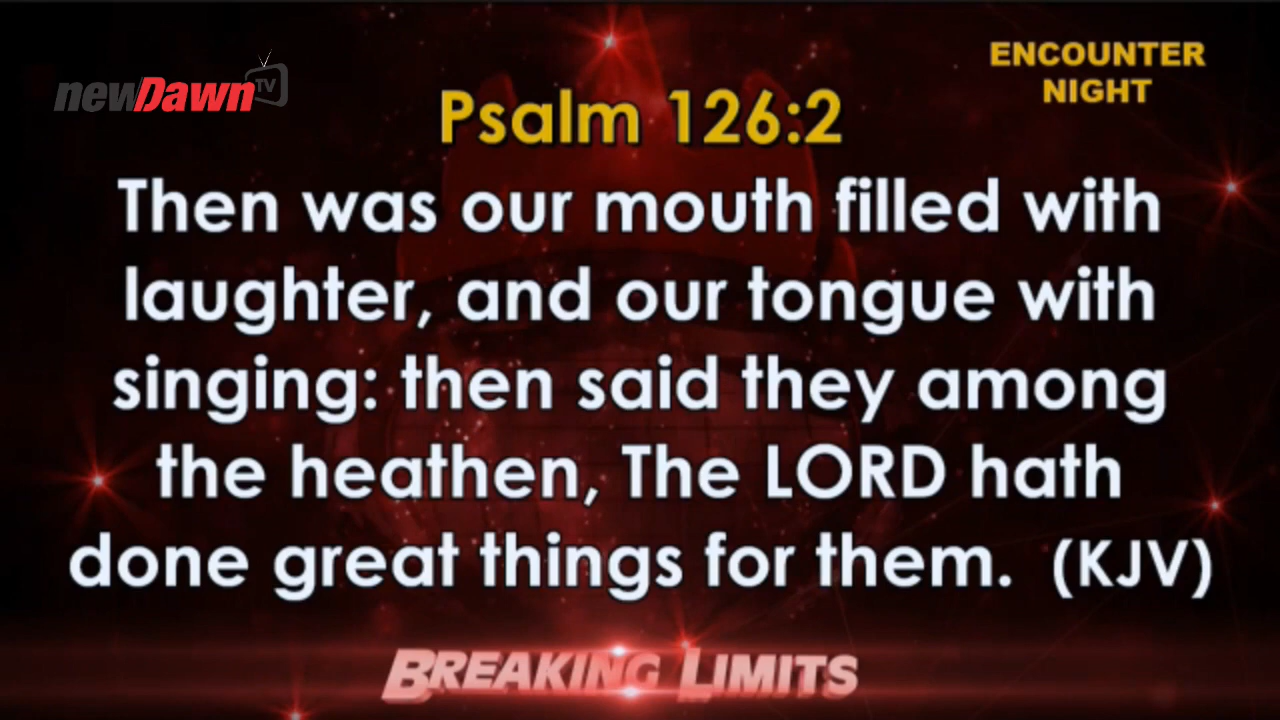 newDawn TV
ENCOUNTER
NIGHT
Psalm 126:2
Then was our mouth filled with
laughter, and our tongue with
singing: then said they among
the heathen, The LORD hath
done great things for them. (KJV)
BREAKING LIMITS